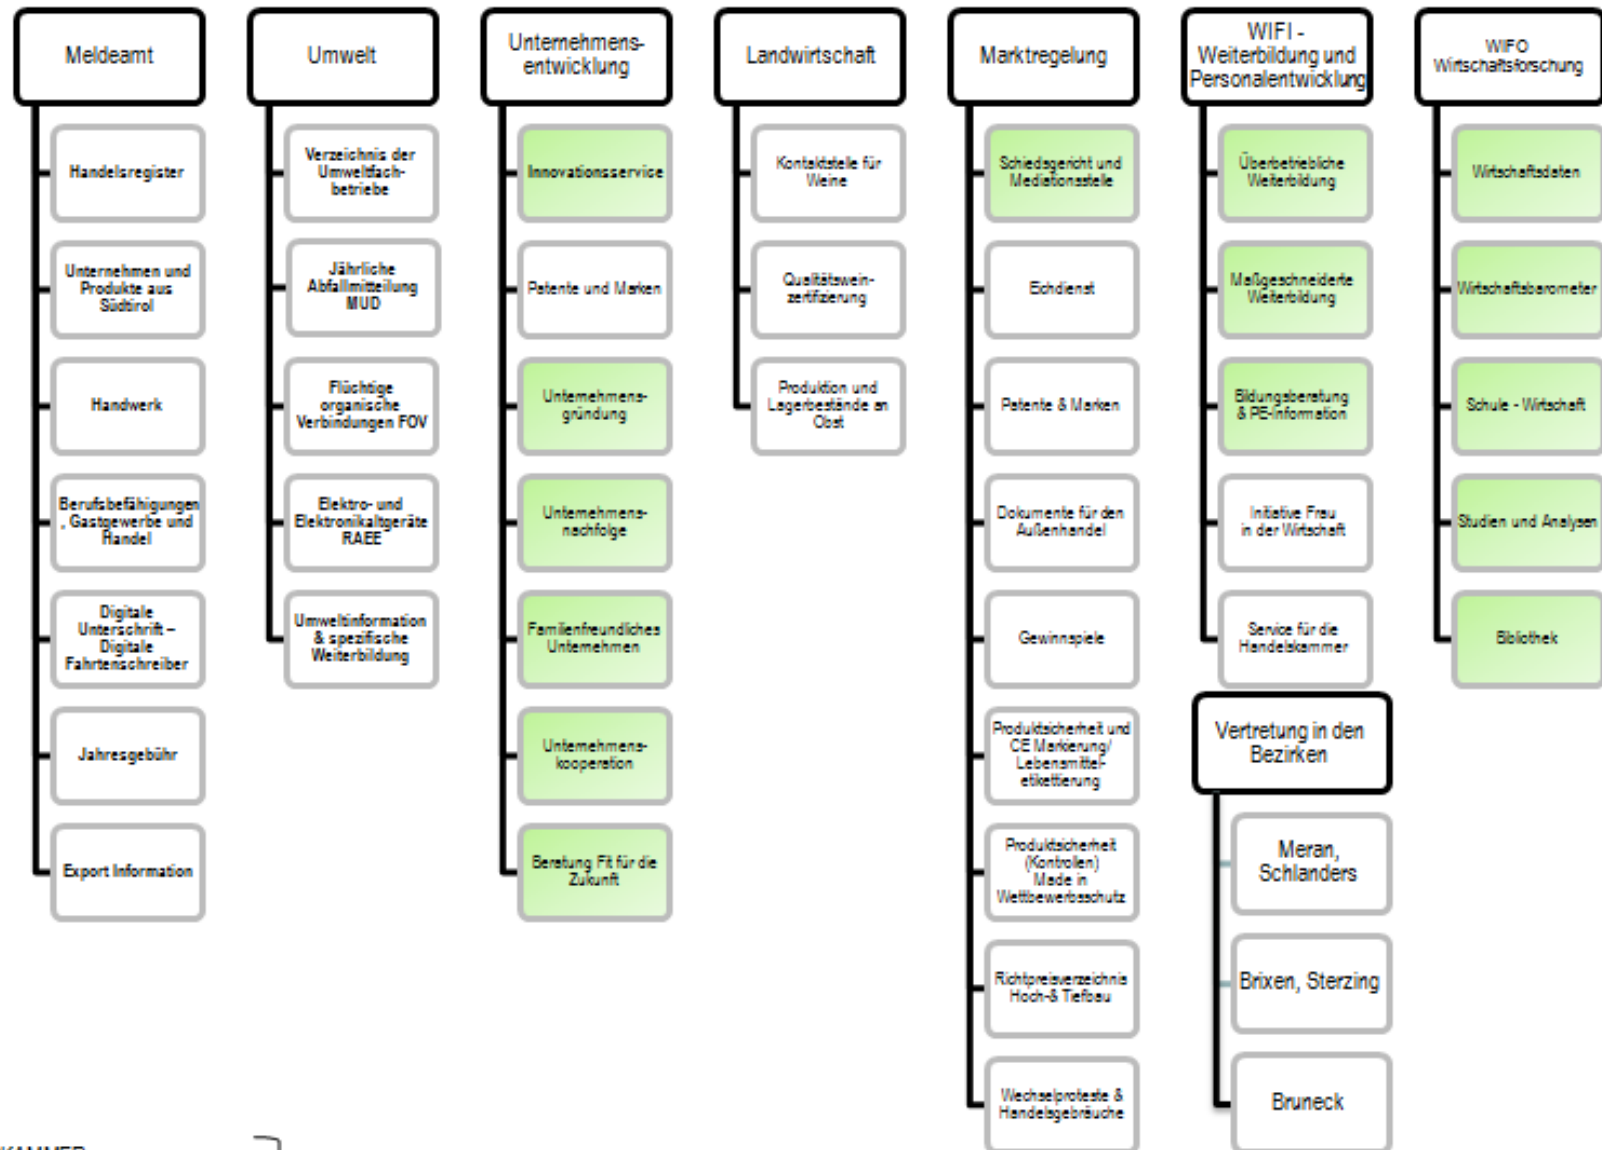 Meldeamt
Handelsregister
Unternehmen und
Produkte aus
Südtirol
Handwerk
Berufsbefähigungen
, Gastgewerbe und
Handel
Digitale
Unterschrift –
Digitale
Fahrtenschreiber
Jahresgebühr
Export Information
Umwelt
Verzeichnis der
Umweltfach-
betriebe
Jährliche
Abfallmitteilung
MUD
Flüchtige
organische
Verbindungen FOV
Elektro- und
Elektronikaltgeräte
RAEE
Umweltinformation
& spezifische
Weiterbildung
Unternehmens-
entwicklung
Innovationsservice
Patente und Marken
Unternehmens-
gründung
Unternehmens-
nachfolge
Familienfreundliches
Unternehmen
Unternehmens-
kooperation
Beratung Fit für die
Zukunft
Landwirtschaft
Kontaktstelle für
Weine
Qualitätswein-
zertifizierung
Produktion und
Lagerbestände an
Obst
Marktregelung
Schiedsgericht und
Mediationsstelle
Eichdienst
Patente & Marken
Dokumente für den
Außenhandel
Gewinnspiele
Produktsicherheit und
CE Markierung/
Lebensmittel-
etikettierung
Produktsicherheit
(Kontrollen)
Made in
Wettbewerbsschutz
Richtpreisverzeichnis
Hoch-& Tiefbau
Wechselproteste &
Handelsgebräuche
WIFI -
Weiterbildung und
Personalentwicklung
Überbetriebliche
Weiterbildung
Maßgeschneiderte
Weiterbildung
Bildungsberatung
& PE-Information
Initiative Frau
in der Wirtschaft
Service für die
Handelskammer
Vertretung in den
Bezirken
Meran,
Schlanders
Brixen, Sterzing
Bruneck
WIFO
Wirtschaftsforschung
Wirtschaftsdaten
Wirtschaftsbarometer
Schule - Wirtschaft
Studien und Analysen
Bibliothek